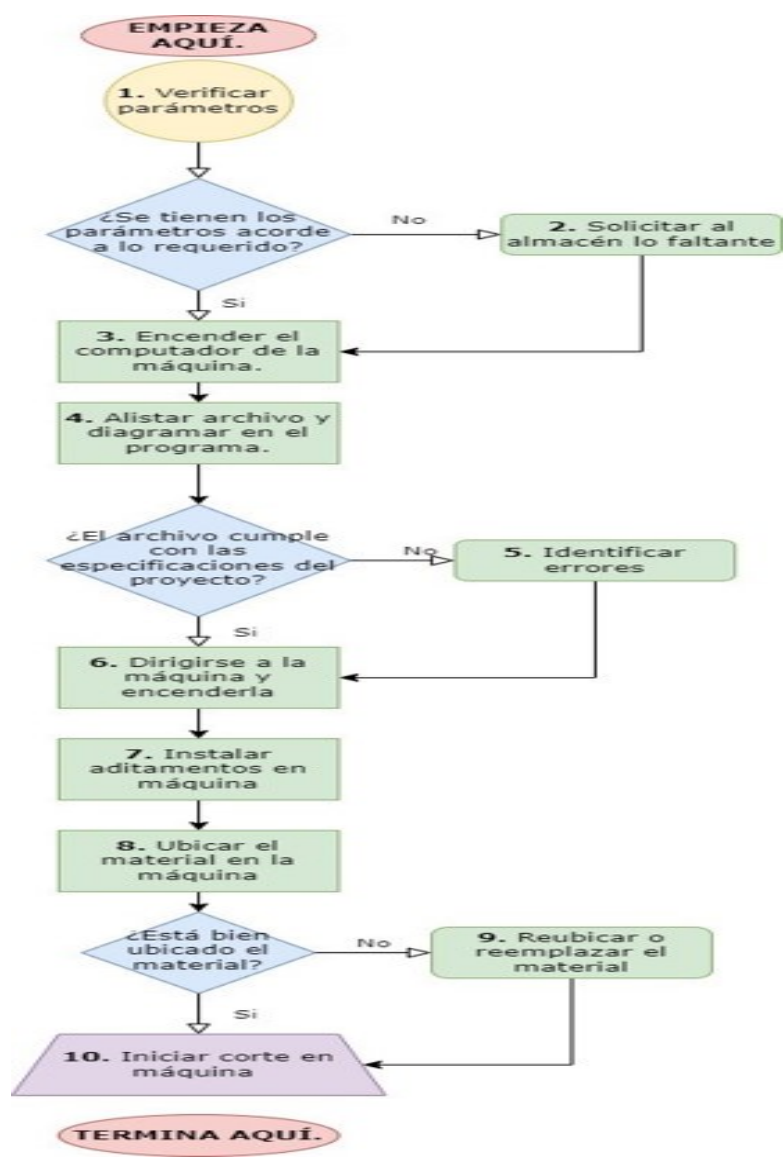 EMPIEZA
AQUÍ.
1. Verificar
parámetros
¿Se tienen los
parámetros acorde
a lo requerido?
No
2. Solicitar al
almacén lo faltante
Si
3. Encender el
computador de la
máquina.
4. Alistar archivo y
diagramar en el
programa.
¿El archivo cumple
con las
especificaciones del
proyecto?
No
5. Identificar
errores
Si
6. Dirigirse a la
máquina y
encenderla
7. Instalar
aditamentos en
máquina
8. Ubicar el
material en la
máquina
¿Está bien
ubicado el
material?
No
9. Reubicar o
reemplazar el
material
Si
10. Iniciar corte en
máquina
TERMINA AQUÍ.